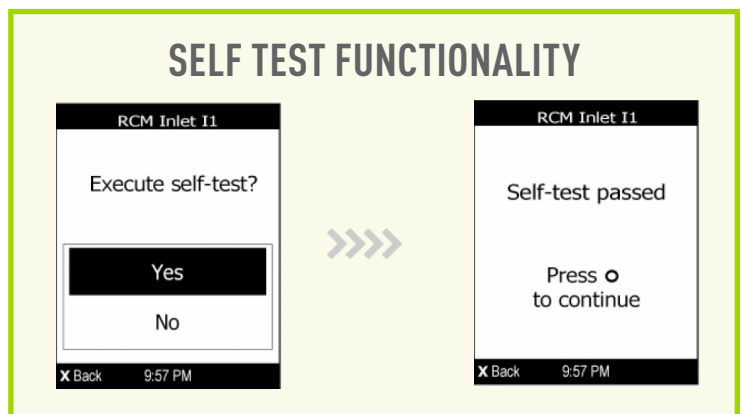 SELF TEST FUNCTIONALITY
RCM Inlet I1
Execute self-test?
Yes
No
X Back 9:57 PM
RCM Inlet I1
Self-test passed
Press O
to continue
X Back 9:57 PM